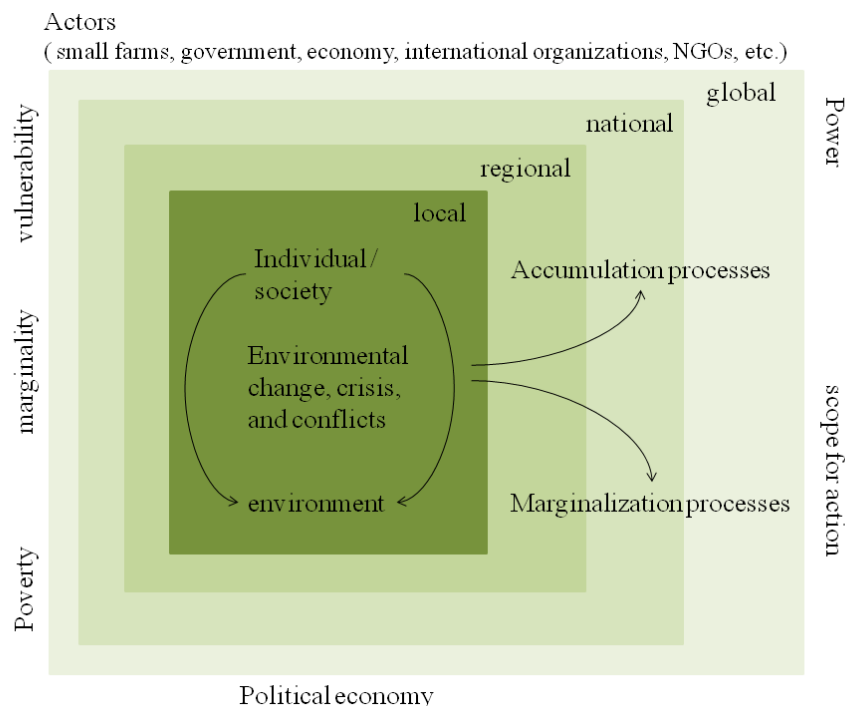 Actors
( small farms, government, economy, international organizations, NGOs, etc.)
global
national
regional
local
vulnerability
marginality
Poverty
Power
scope for action
Individual /
society
Environmental
change, crisis,
and conflicts
environment
Accumulation processes
Marginalization processes
Political economy